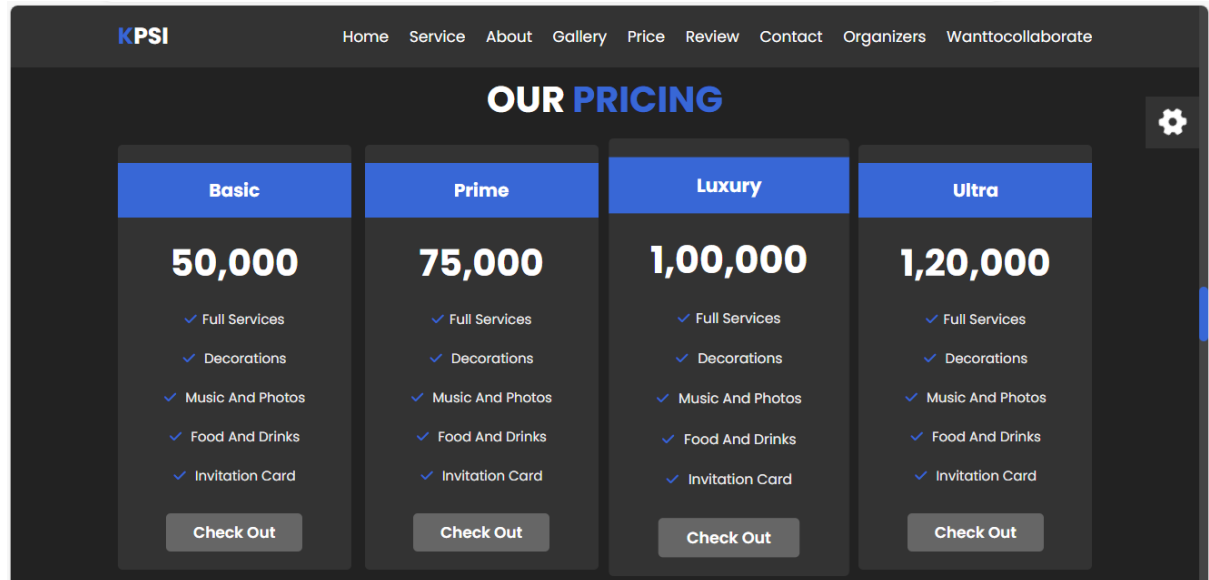 KPSI Home Service About Gallery Price Review Contact Organizers Wanttocollaborate
OUR PRICING
Basic
50,000
Full Services
Decorations
Music And Photos
Food And Drinks
Invitation Card
Check Out
Prime
75,000
Full Services
Decorations
Music And Photos
Food And Drinks
Invitation Card
Check Out
Luxury
1,00,000
Full Services
Decorations
Music And Photos
Food And Drinks
Invitation Card
Check Out
Ultra
1,20,000
Full Services
Decorations
Music And Photos
Food And Drinks
Invitation Card
Check Out